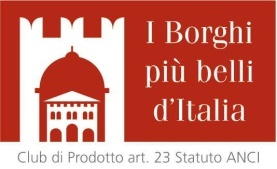 I Borghi
più belli
d'Italia
Club di Prodotto art. 23 Statuto ANCI